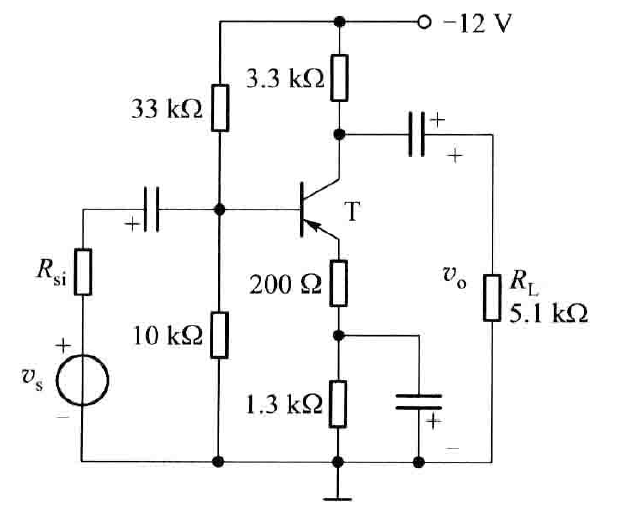 −12 V
3.3 kΩ
33 kΩ
+
+
+
T
R_si
200 Ω
v_o
R_L
5.1 kΩ
10 kΩ
+
v_s
−
1.3 kΩ
+
−